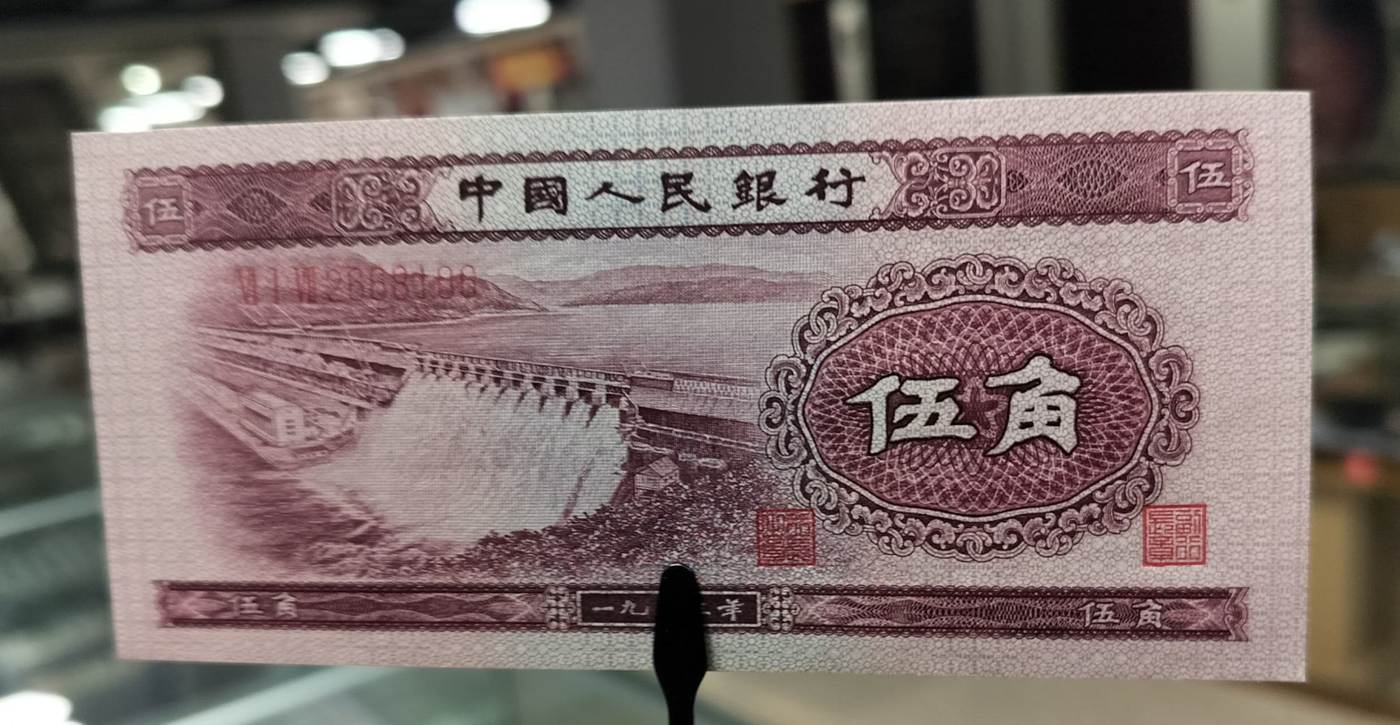 伍 中國人民銀行 伍
伍角
伍角 一九 年 伍角